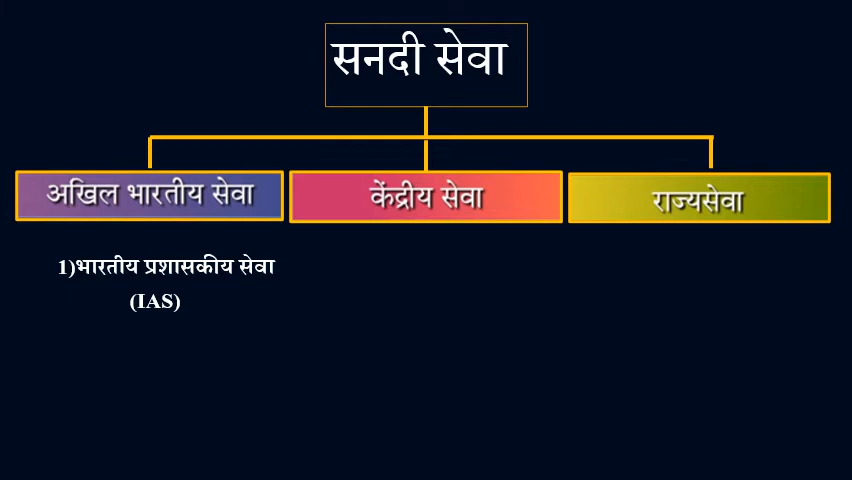 सनदी सेवा
अखिल भारतीय सेवा
केंद्रीय सेवा
राज्यसेवा
1)भारतीय प्रशासकीय सेवा
(IAS)